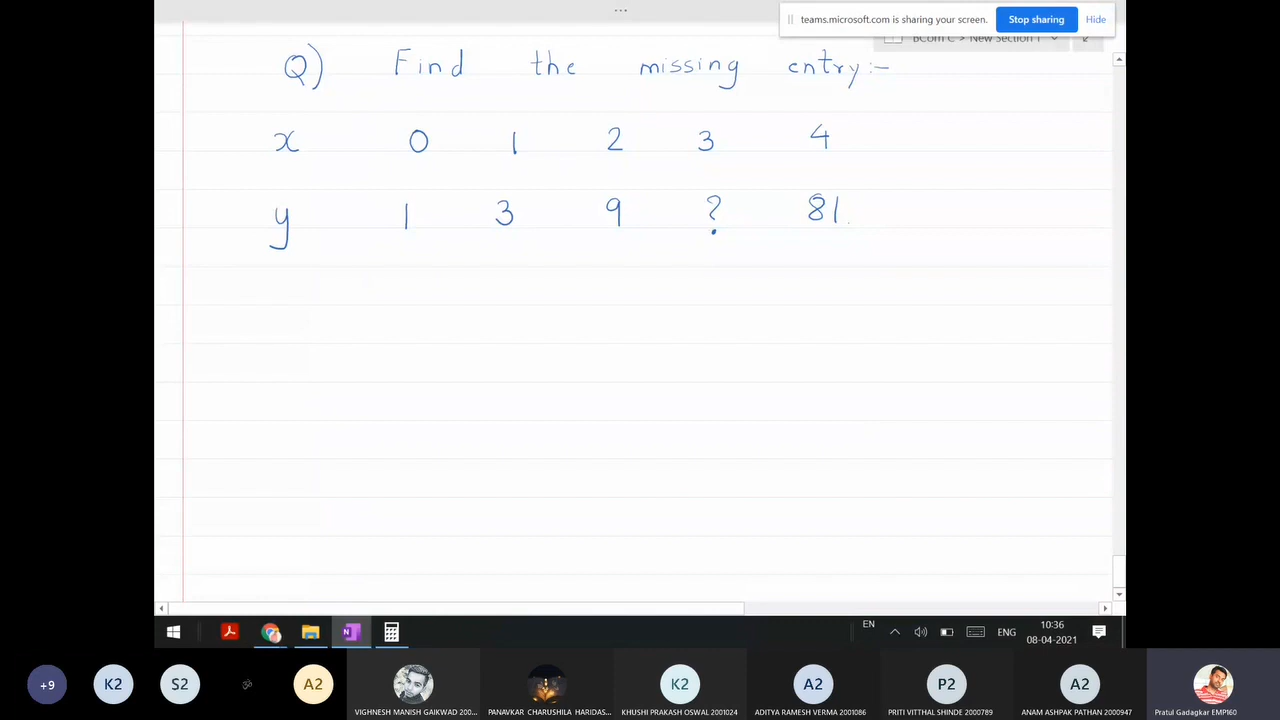 teams.microsoft.com is sharing your screen. Stop sharing Hide
BCom C > New Section 1
Q) Find the missing entry:-
x 0 1 2 3 4
y 1 3 9 ? 81.
EN ENG 10:36
08-04-2021
+9 K2 S2 A2 K2 A2 P2 A2
VIGHNESH MANISH GAIKWAD 200... PANAVKAR CHARUSHILA HARIDAS... KHUSHI PRAKASH OSWAL 2001024 ADITYA RAMESH VERMA 2001086 PRITI VITTHAL SHINDE 2000789 ANAM ASHPAK PATHAN 2000947 Pratul Gadagkar EMP160